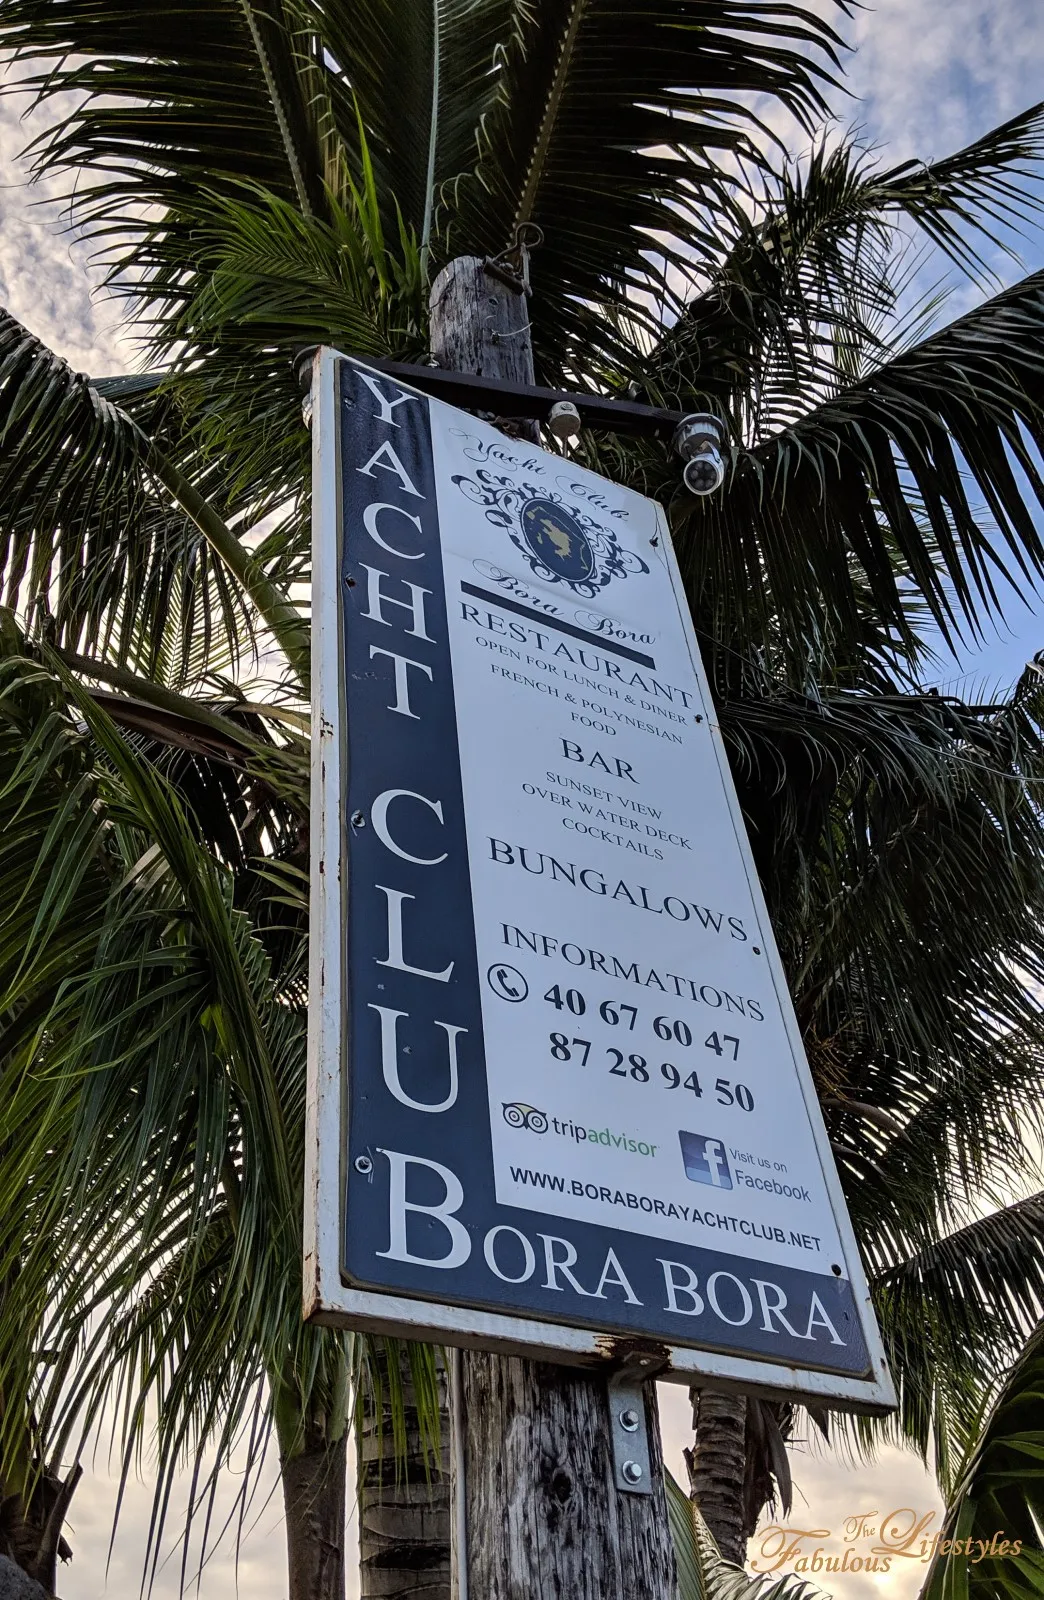 YACHT CLUB
Yacht Club
Bora Bora
RESTAURANT
OPEN FOR LUNCH & DINER
FRENCH & POLYNESIAN
FOOD
BAR
SUNSET VIEW
OVER WATER DECK
COCKTAILS
BUNGALOWS
INFORMATIONS
40 67 60 47
87 28 94 50
tripadvisor
f Visit us on
Facebook
WWW.BORABORAYACHTCLUB.NET
BORA BORA
The Fabulous Lifestyles